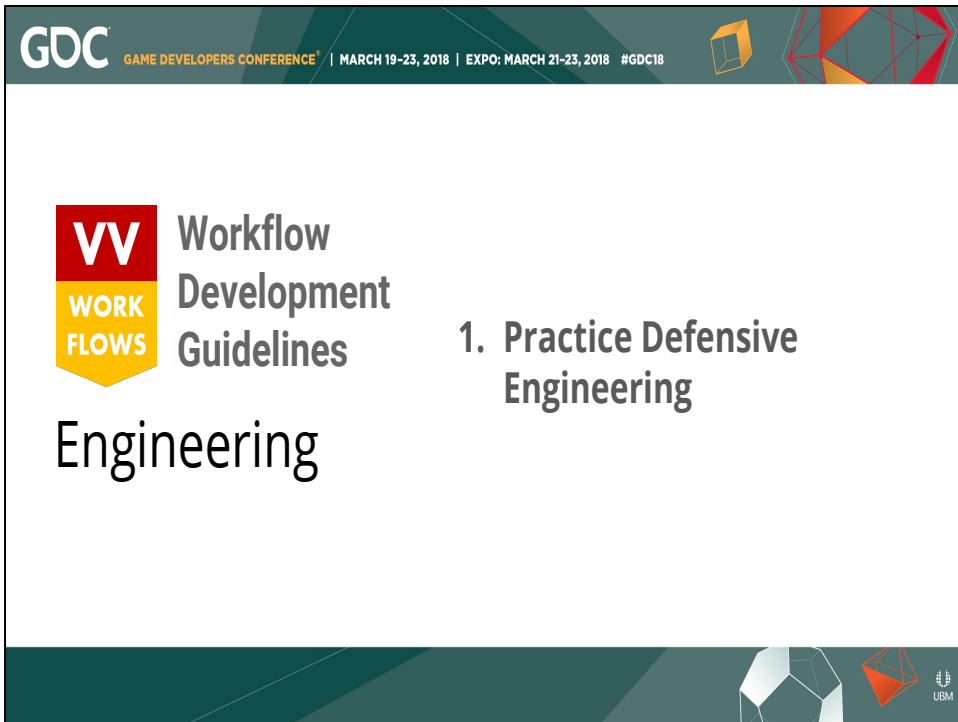 GDC GAME DEVELOPERS CONFERENCE® | MARCH 19–23, 2018 | EXPO: MARCH 21–23, 2018 #GDC18
VV
WORK
FLOWS
Workflow
Development
Guidelines
Engineering
1. Practice Defensive
Engineering
UBM